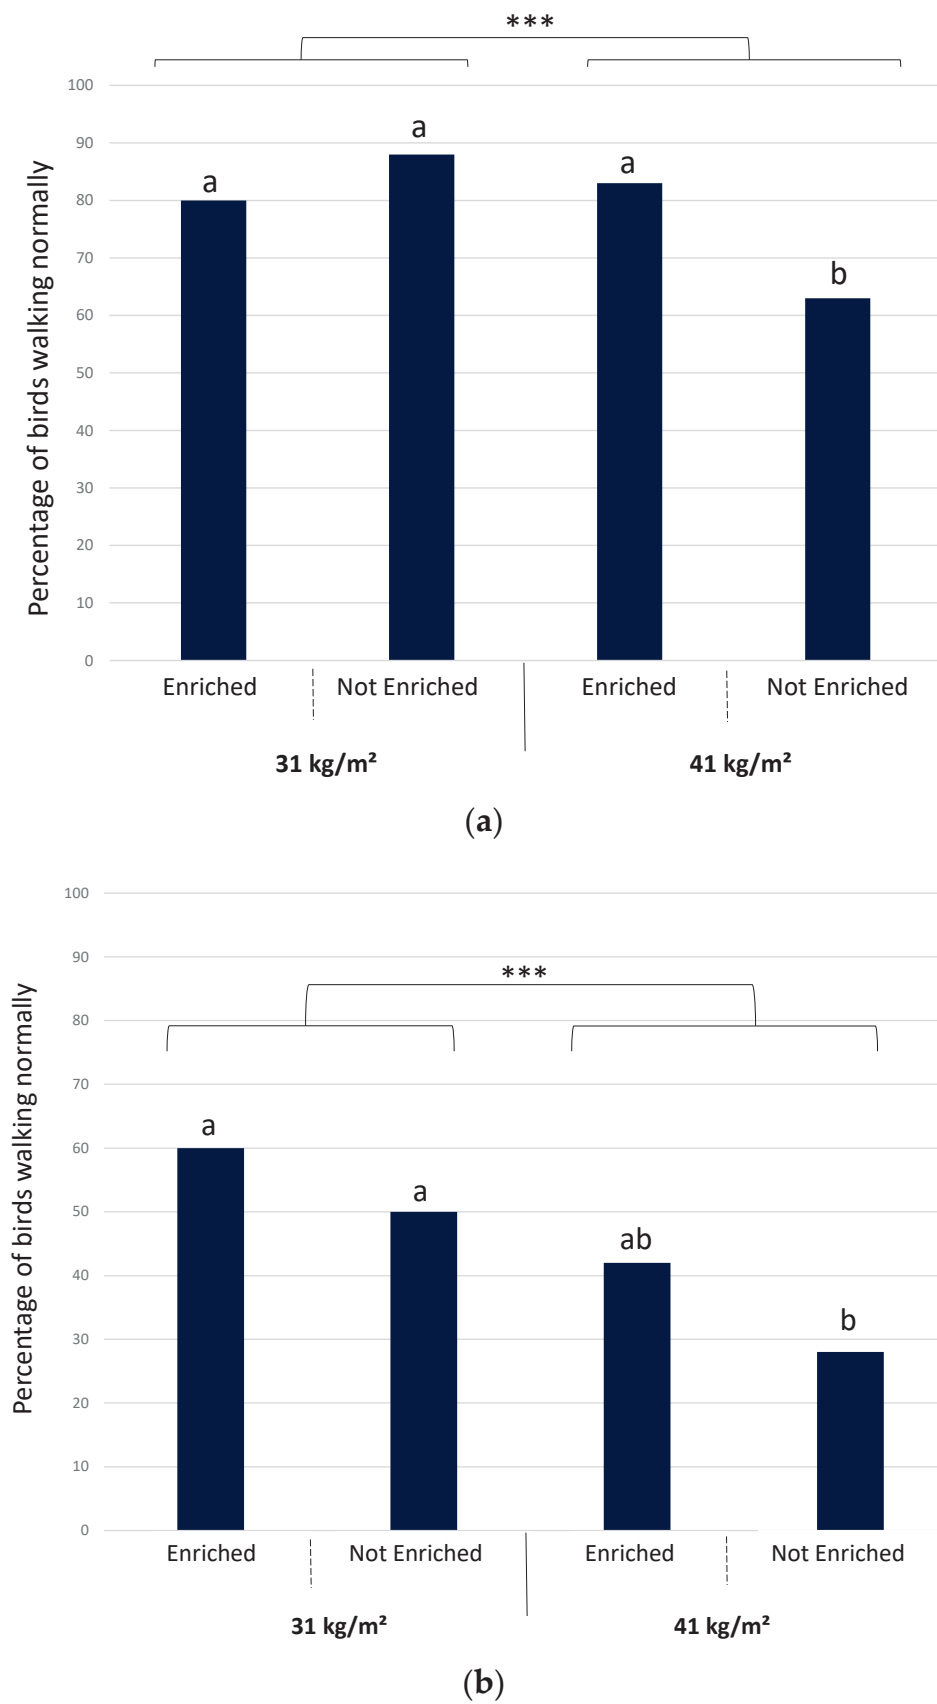 ***
100
90
80
70
60
50
40
30
20
10
0
Percentage of birds walking normally
a
a
a
b
Enriched Not Enriched Enriched Not Enriched
31 kg/m² 41 kg/m²
(a)
100
90
80
70
60
50
40
30
20
10
0
Percentage of birds walking normally
***
a
a
ab
b
Enriched Not Enriched Enriched Not Enriched
31 kg/m² 41 kg/m²
(b)